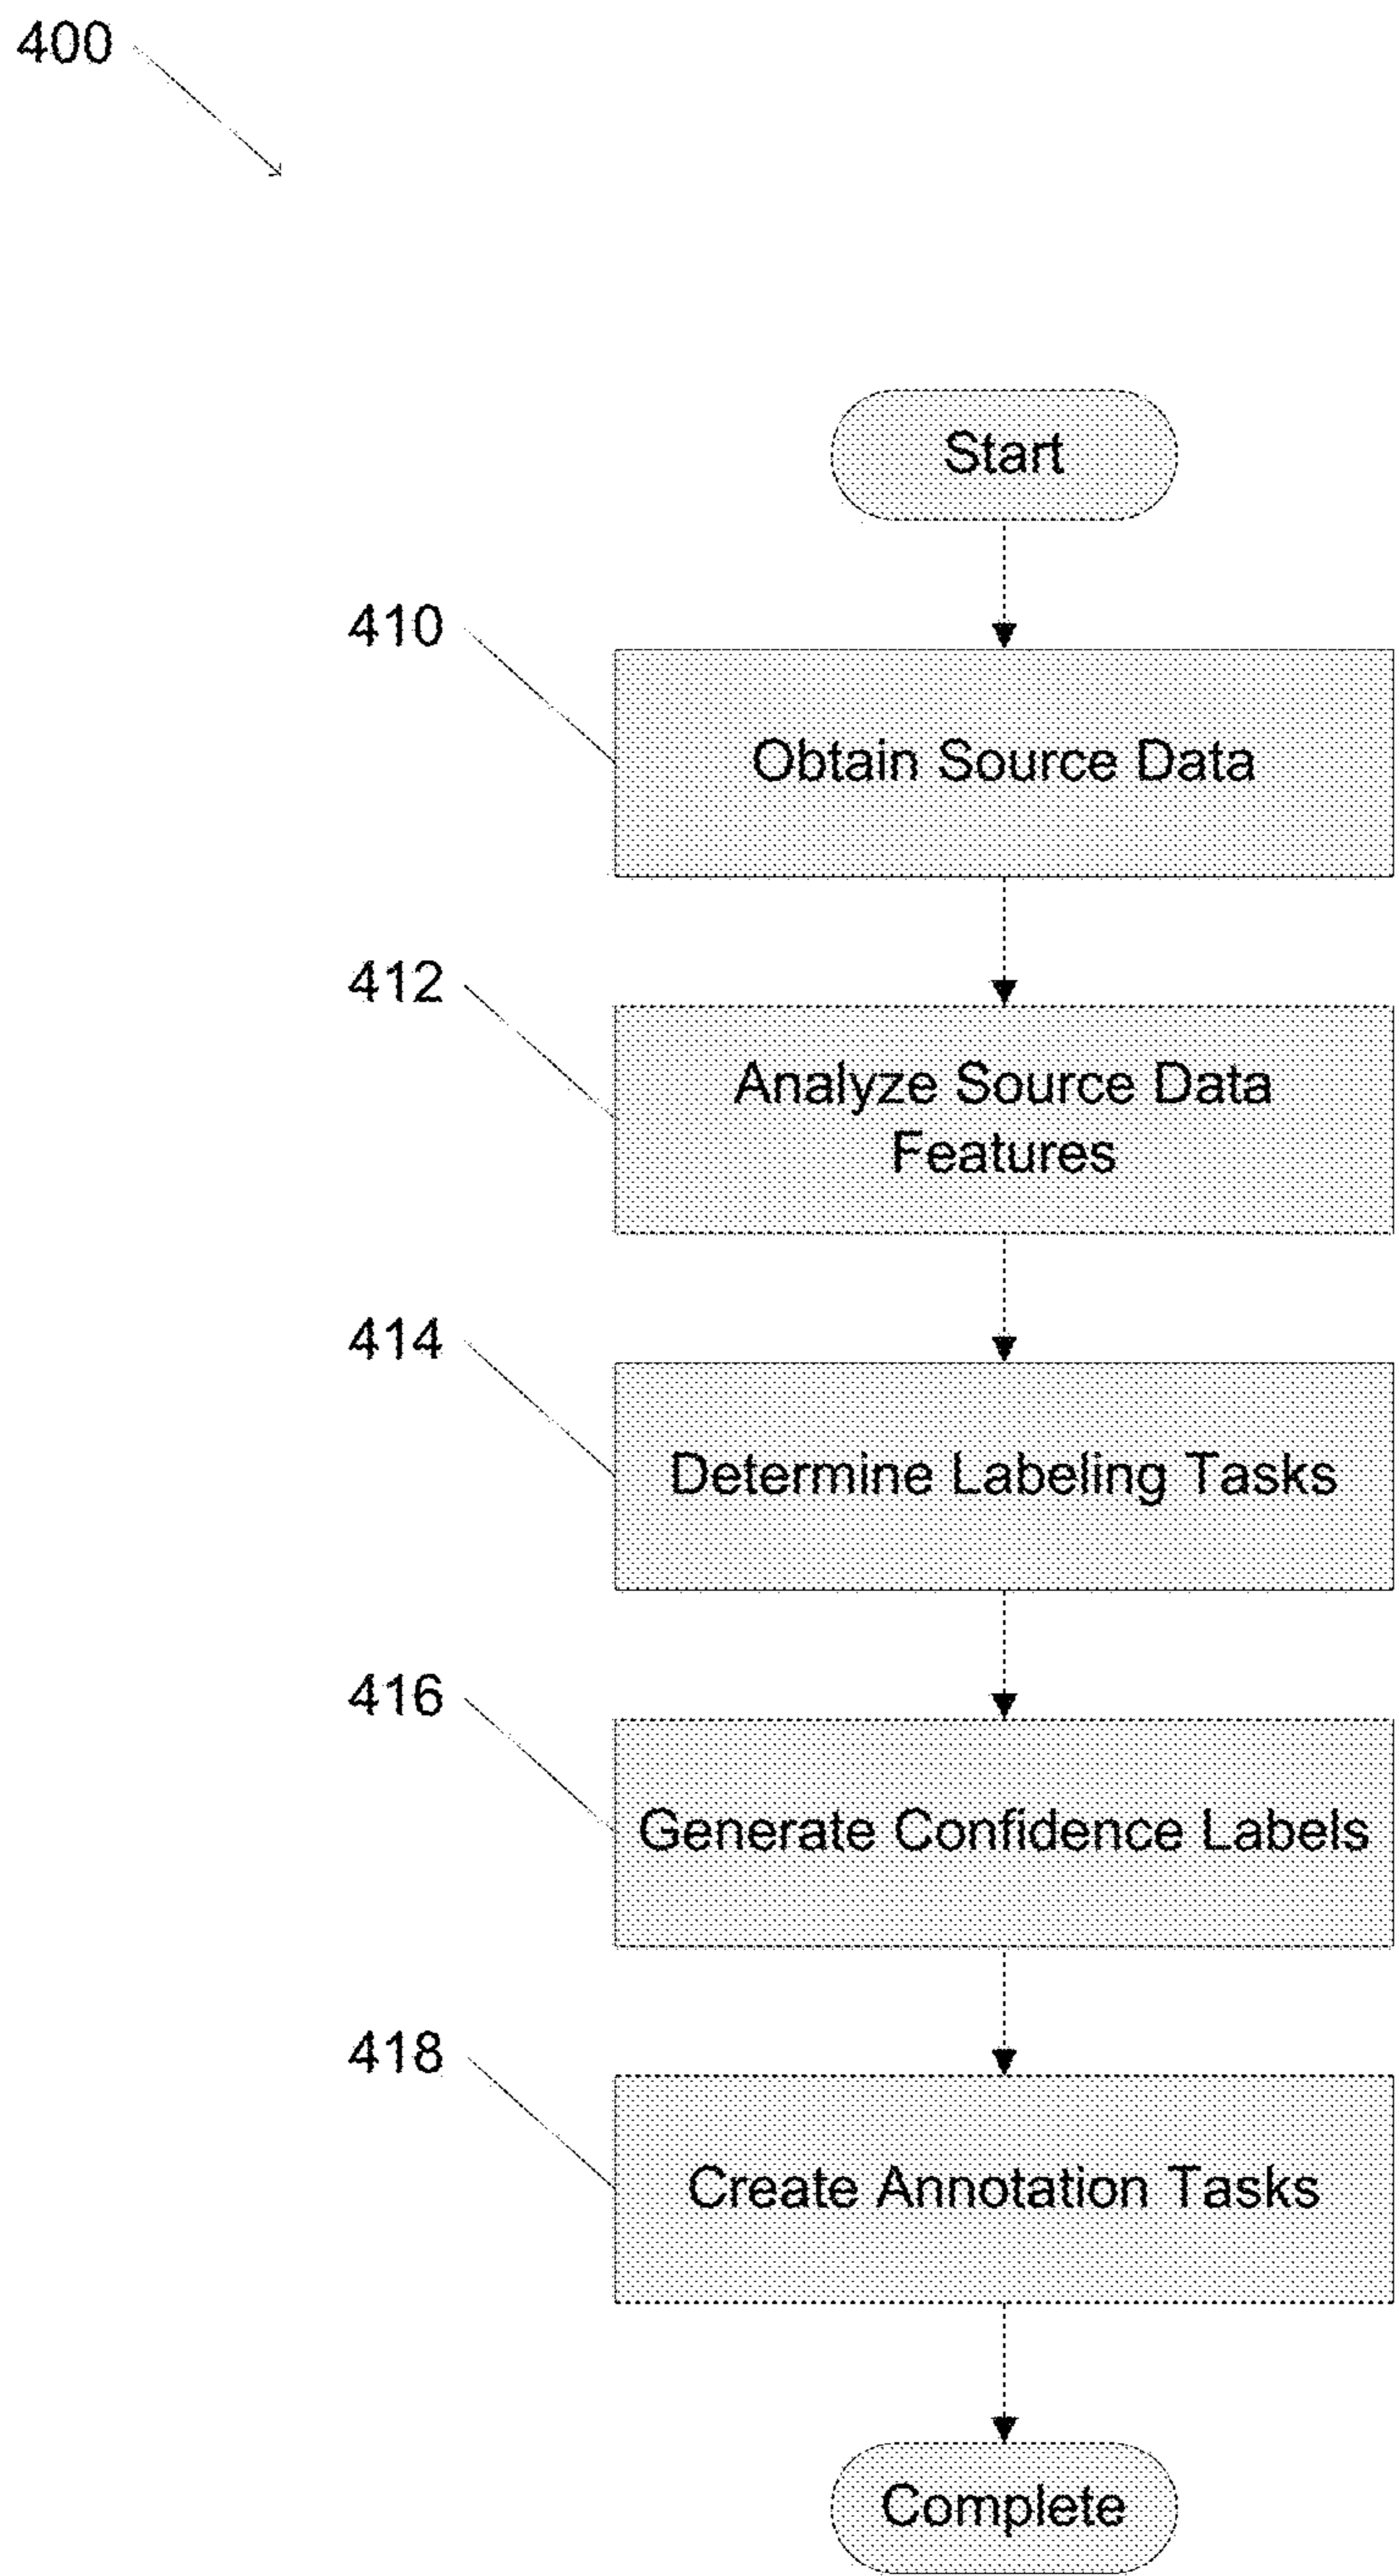 400
Start
410
Obtain Source Data
412
Analyze Source Data
Features
414
Determine Labeling Tasks
416
Generate Confidence Labels
418
Create Annotation Tasks
Complete